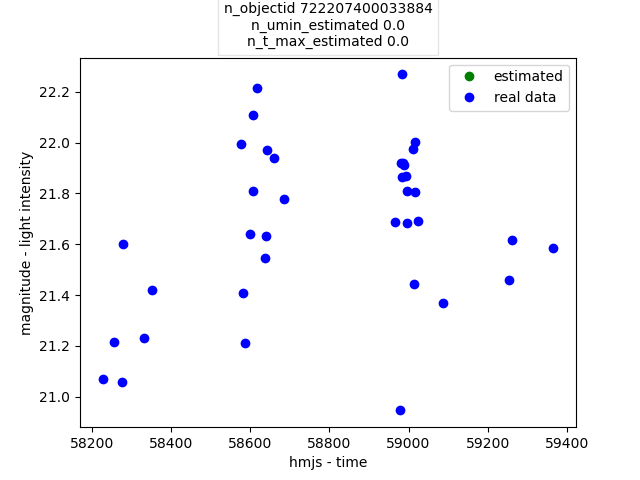 n_objectid 722207400033884
n_umin_estimated 0.0
n_t_max_estimated 0.0
estimated
real data
magnitude - light intensity
22.2
22.0
21.8
21.6
21.4
21.2
21.0
58200 58400 58600 58800 59000 59200 59400
hmjs - time